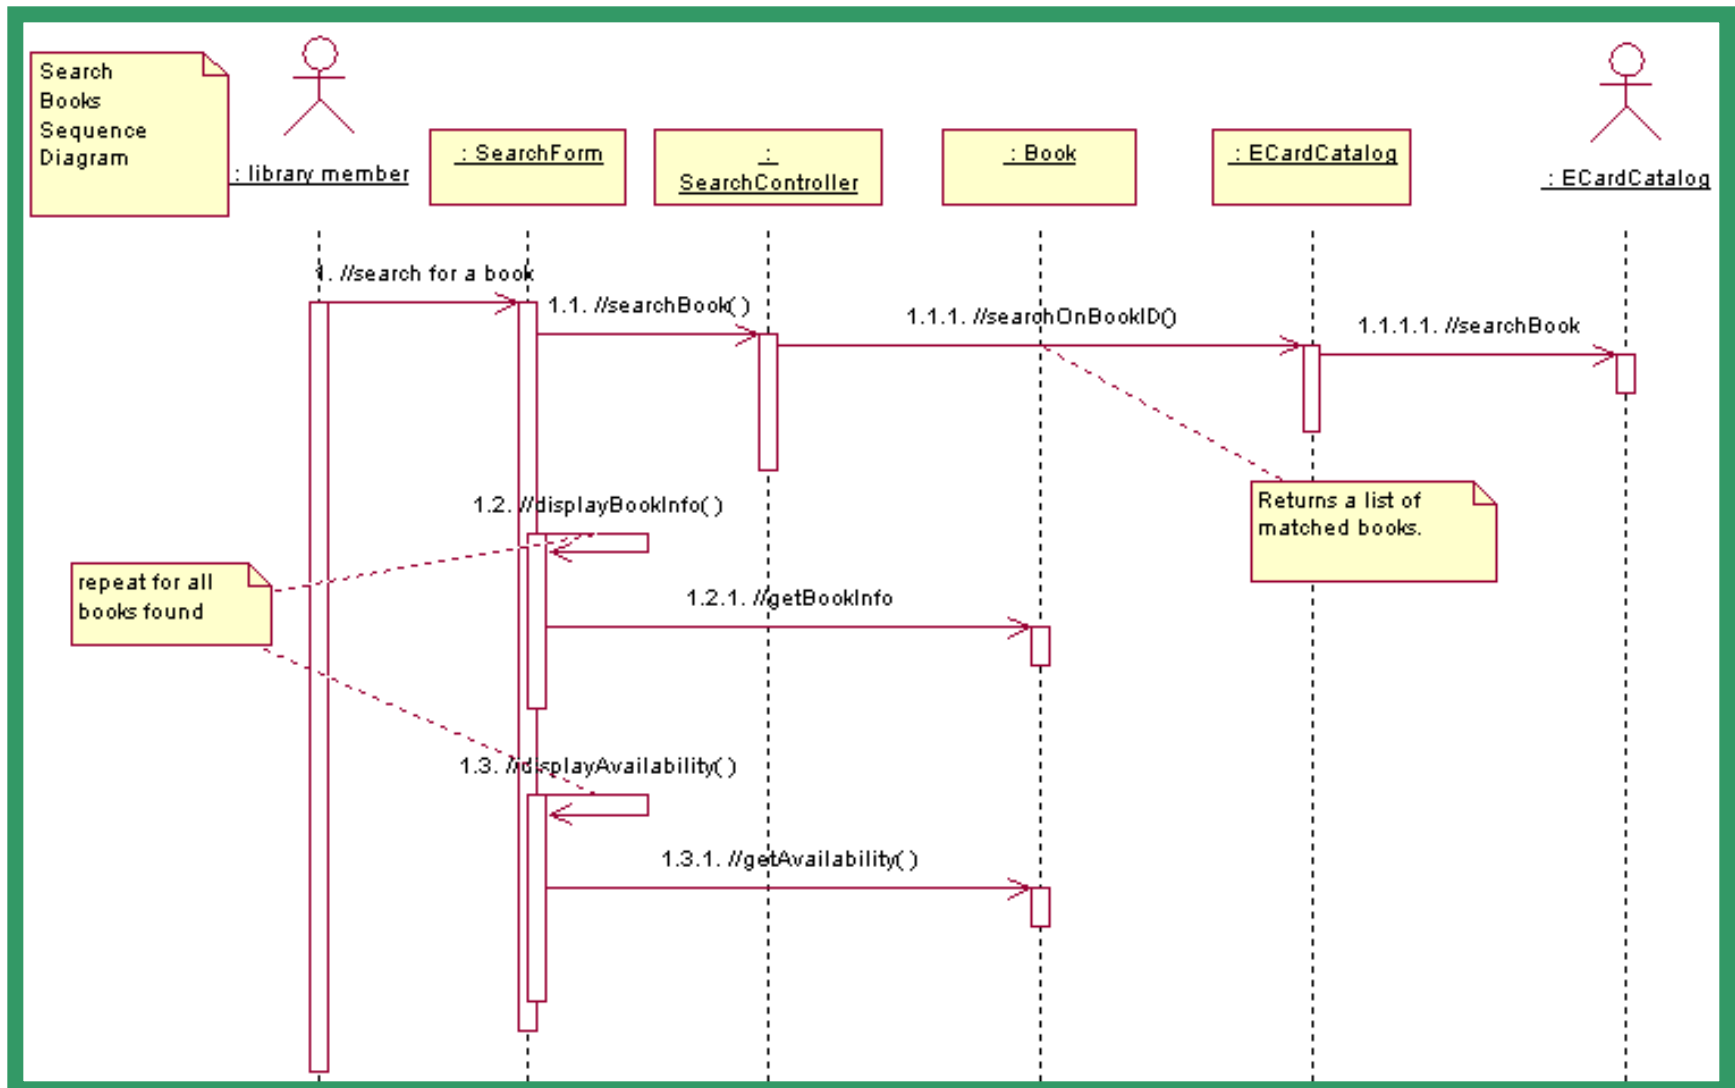 Search
Books
Sequence
Diagram
: library member
: SearchForm
:
SearchController
: Book
: ECardCatalog
: ECardCatalog
1. //search for a book
1.1. //searchBook( )
1.1.1. //searchOnBookID()
1.1.1.1. //searchBook
1.2. //displayBookInfo( )
Returns a list of
matched books.
repeat for all
books found
1.2.1. //getBookInfo
1.3. //displayAvailability( )
1.3.1. //getAvailability( )